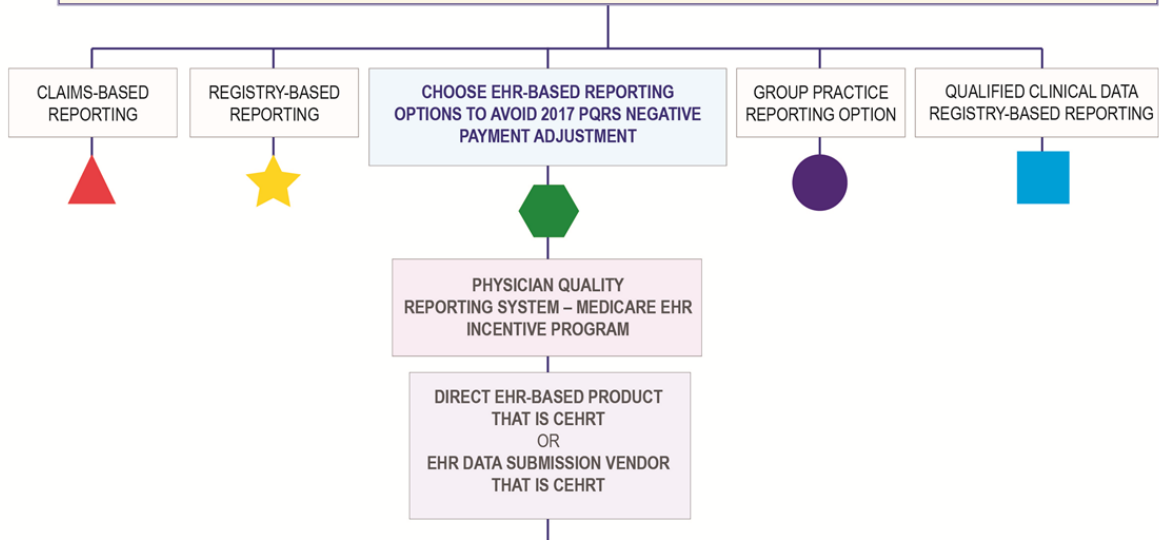 CLAIMS-BASED
REPORTING
REGISTRY-BASED
REPORTING
CHOOSE EHR-BASED REPORTING
OPTIONS TO AVOID 2017 PQRS NEGATIVE
PAYMENT ADJUSTMENT
GROUP PRACTICE
REPORTING OPTION
QUALIFIED CLINICAL DATA
REGISTRY-BASED REPORTING
PHYSICIAN QUALITY
REPORTING SYSTEM – MEDICARE EHR
INCENTIVE PROGRAM
DIRECT EHR-BASED PRODUCT
THAT IS CEHRT
OR
EHR DATA SUBMISSION VENDOR
THAT IS CEHRT